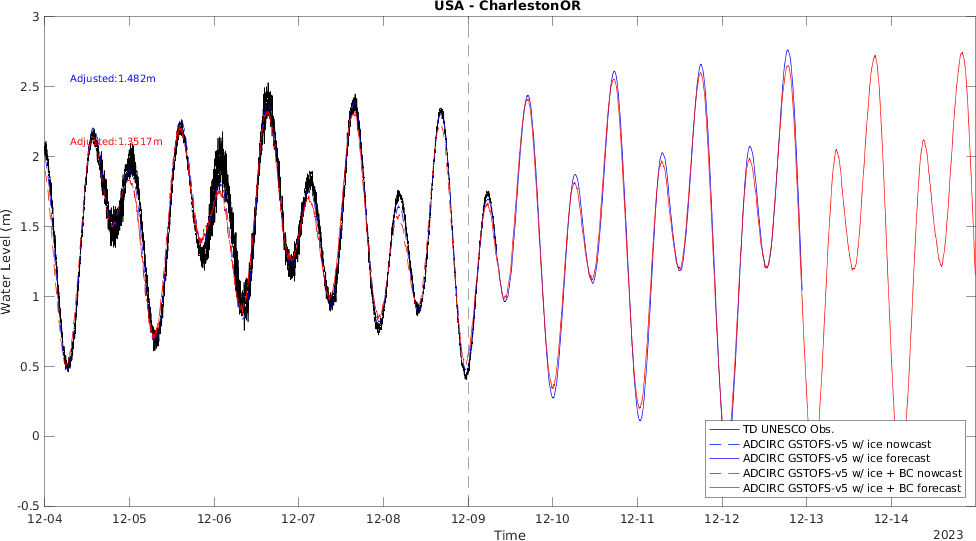 USA - CharlestonOR
3
2.5
2
1.5
1
0.5
0
-0.5
Water Level (m)
Adjusted:1.482m
Adjusted:1.3517m
TD UNESCO Obs.
ADCIRC GSTOFS-v5 w/ ice nowcast
ADCIRC GSTOFS-v5 w/ ice forecast
ADCIRC GSTOFS-v5 w/ ice + BC nowcast
ADCIRC GSTOFS-v5 w/ ice + BC forecast
12-04 12-05 12-06 12-07 12-08 12-09 12-10 12-11 12-12 12-13 12-14
Time
2023